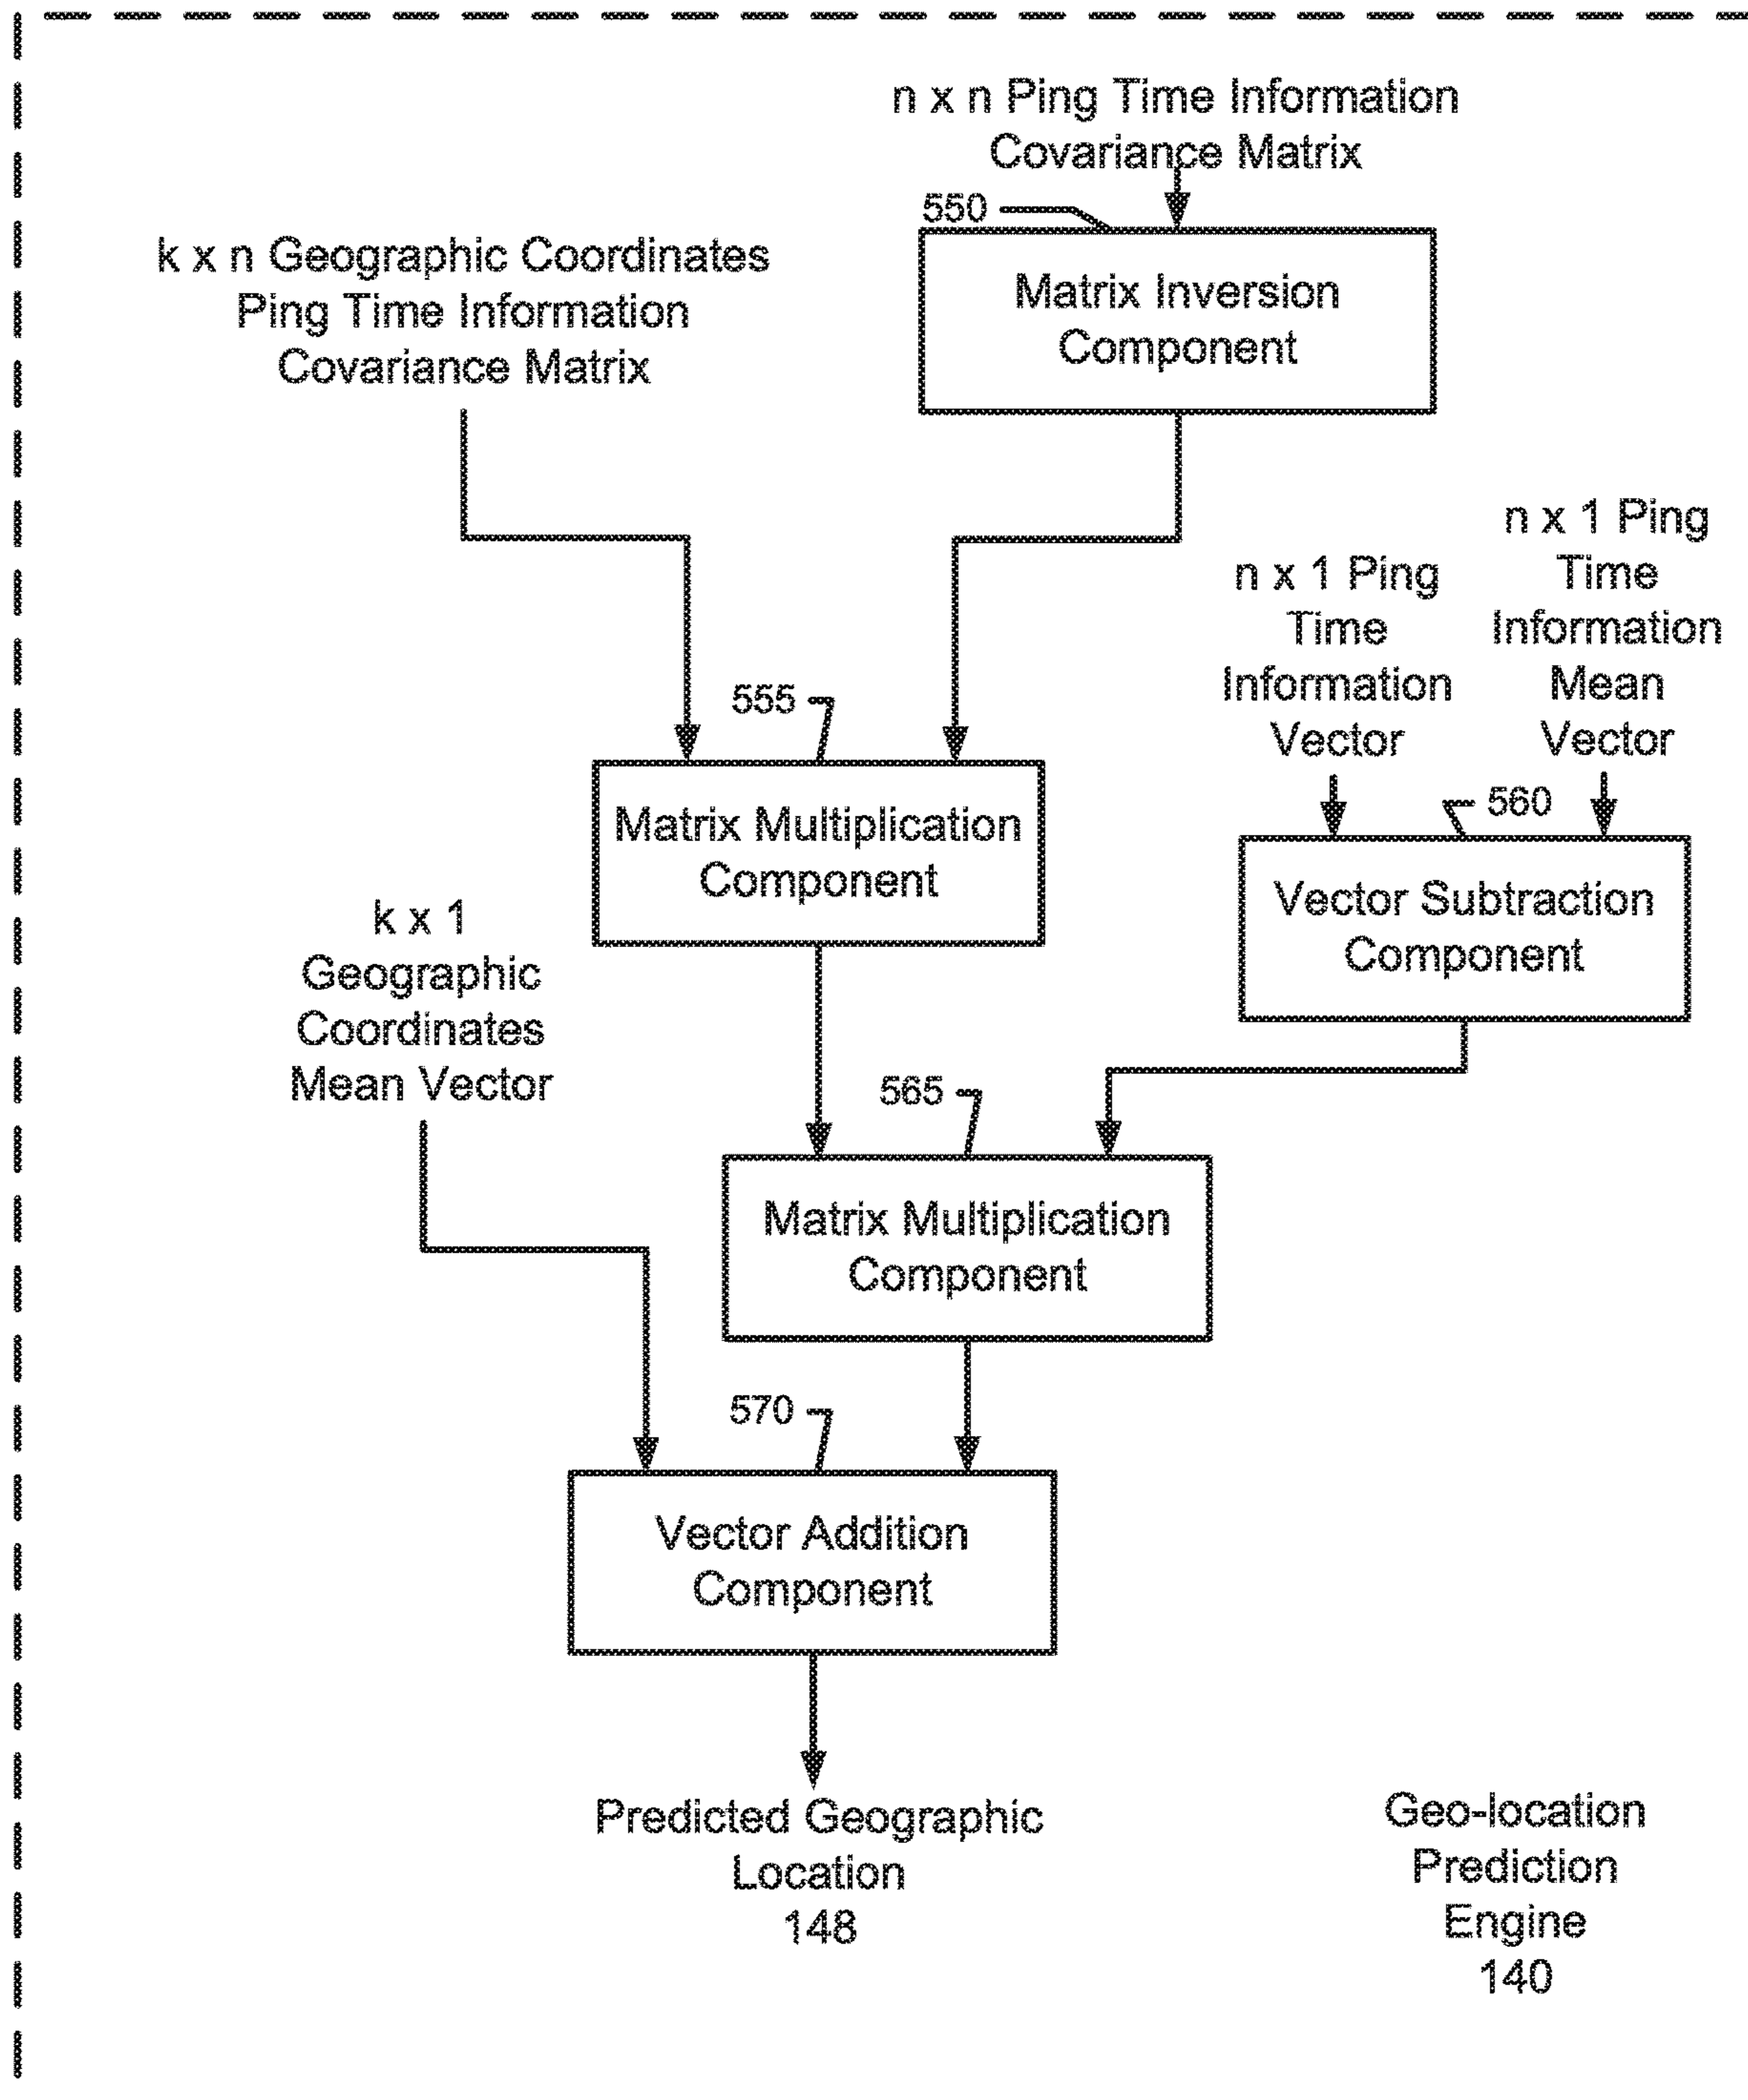 n x n Ping Time Information
Covariance Matrix
550
k x n Geographic Coordinates
Ping Time Information
Covariance Matrix
Matrix Inversion
Component
n x 1 Ping
Time
Information
Mean
Vector
n x 1 Ping
Time
Information
Vector
555
560
Matrix Multiplication
Component
Vector Subtraction
Component
k x 1
Geographic
Coordinates
Mean Vector
565
Matrix Multiplication
Component
570
Vector Addition
Component
Predicted Geographic
Location
148
Geo-location
Prediction
Engine
140